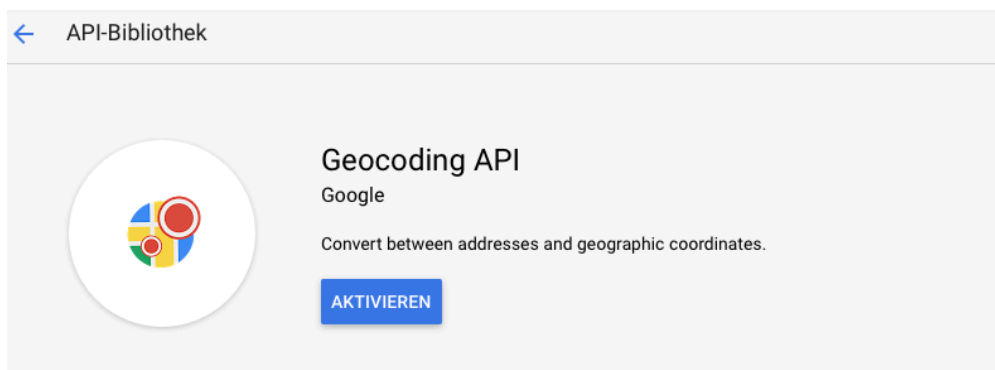 API-Bibliothek
Geocoding API
Google
Convert between addresses and geographic coordinates.
AKTIVIEREN